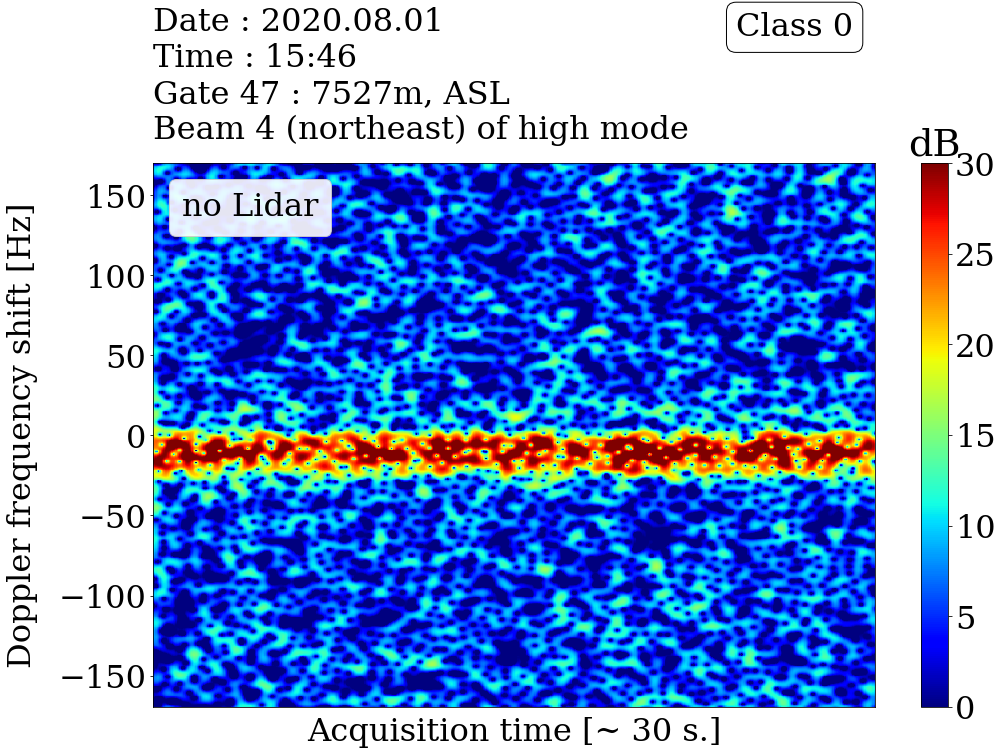 Date : 2020.08.01
Class 0
Time : 15:46
Gate 47 : 7527m, ASL
Beam 4 (northeast) of high mode
dB
no Lidar
Doppler frequency shift [Hz]
150
100
50
0
−50
−100
−150
30
25
20
15
10
5
0
Acquisition time [~ 30 s.]